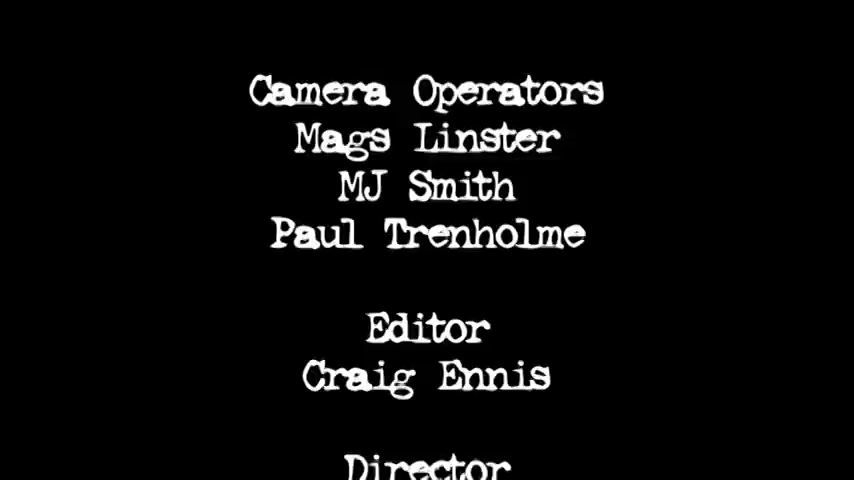 Camera Operators
Mags Linster
MJ Smith
Paul Trenholme
Editor
Craig Ennis
Director